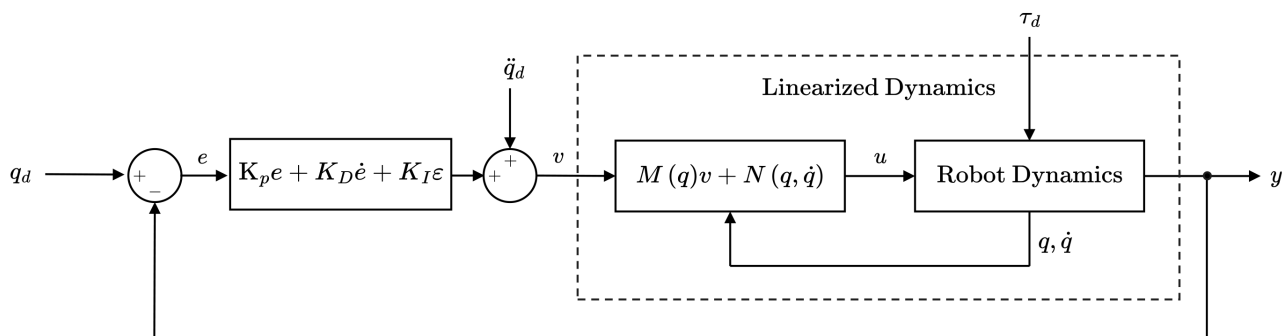 τ_d
Linearized Dynamics
q̈_d
q_d
+
−
e
K_p e + K_D ė + K_I ε
+
+
v
M (q)v + N (q, q̇)
u
Robot Dynamics
y
q, q̇